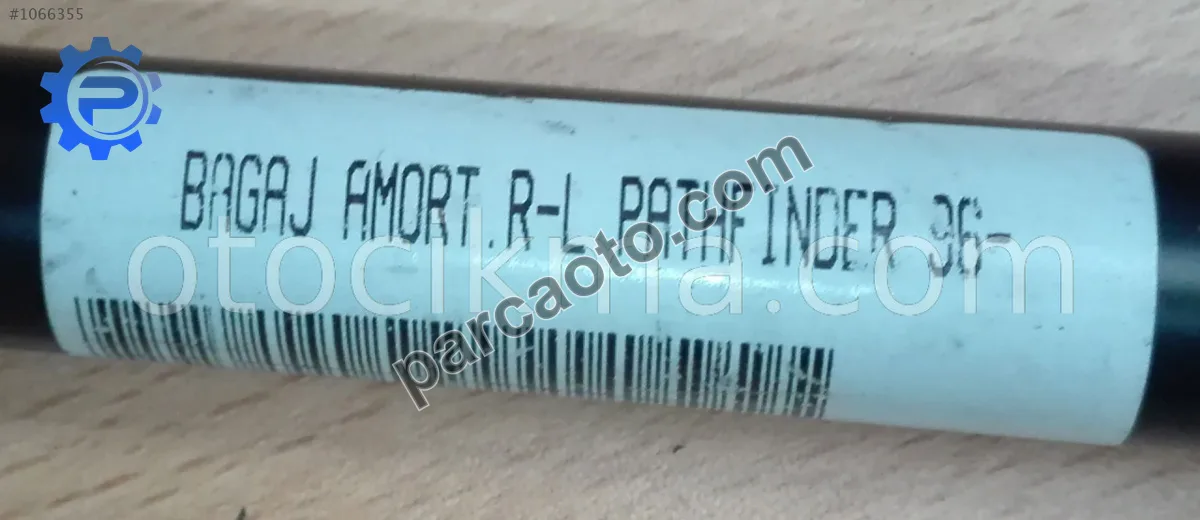 #1066355
P
BAGAJ AMORT.R-L PATHFINDER 96-
otocikma.com
parcaoto.com